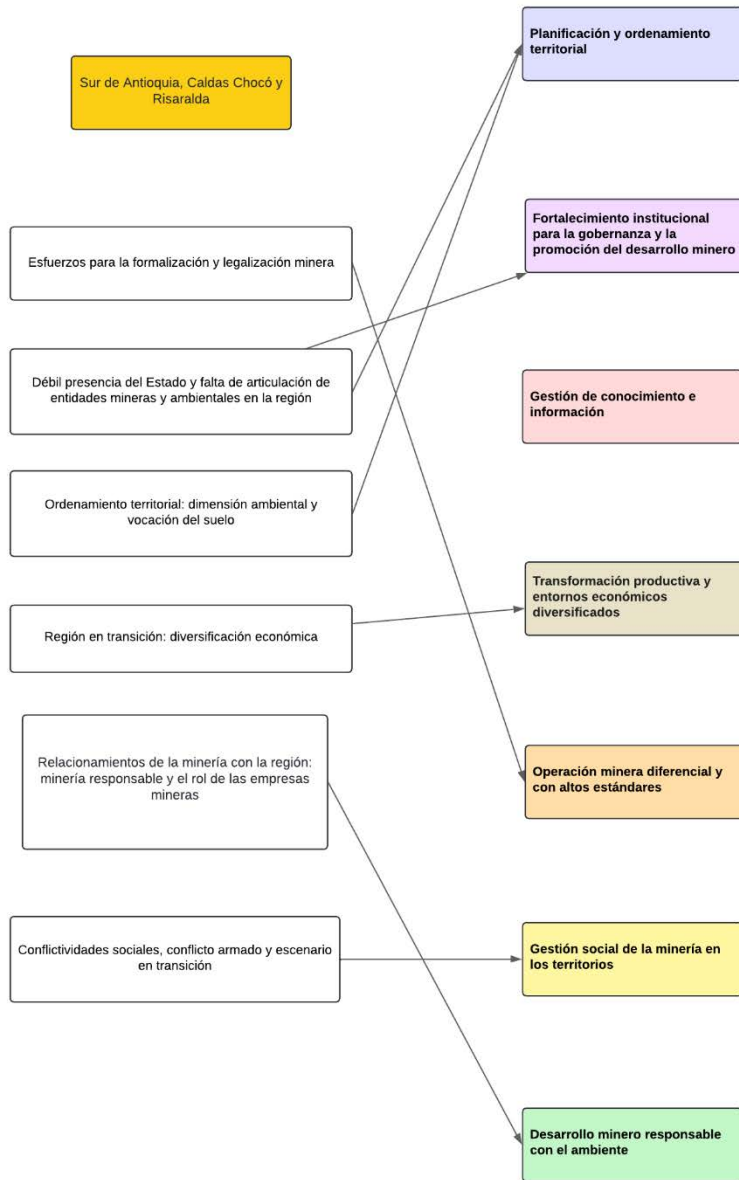 Planificación y ordenamiento
territorial
Sur de Antioquia, Caldas Chocó y
Risaralda
Fortalecimiento institucional
para la gobernanza y la
promoción del desarrollo minero
Esfuerzos para la formalización y legalización minera
Débil presencia del Estado y falta de articulación de
entidades mineras y ambientales en la región
Gestión de conocimiento e
información
Ordenamiento territorial: dimensión ambiental y
vocación del suelo
Transformación productiva y
entornos económicos
diversificados
Región en transición: diversificación económica
Relacionamientos de la minería con la región:
minería responsable y el rol de las empresas
mineras
Operación minera diferencial y
con altos estándares
Conflictividades sociales, conflicto armado y escenario
en transición
Gestión social de la minería en
los territorios
Desarrollo minero responsable
con el ambiente